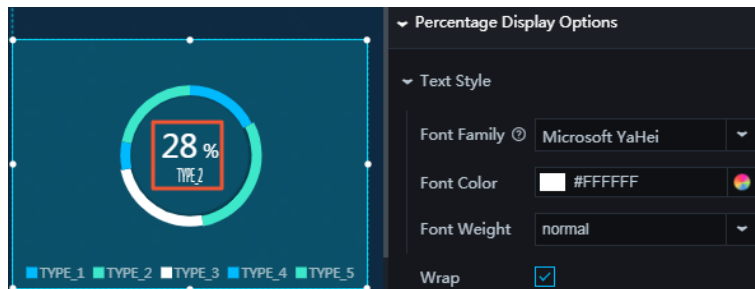 28 %
TYPE_2
TYPE_1 TYPE_2 TYPE_3 TYPE_4 TYPE_5
Percentage Display Options
Text Style
Font Family ? Microsoft YaHei
Font Color #FFFFFF
Font Weight normal
Wrap